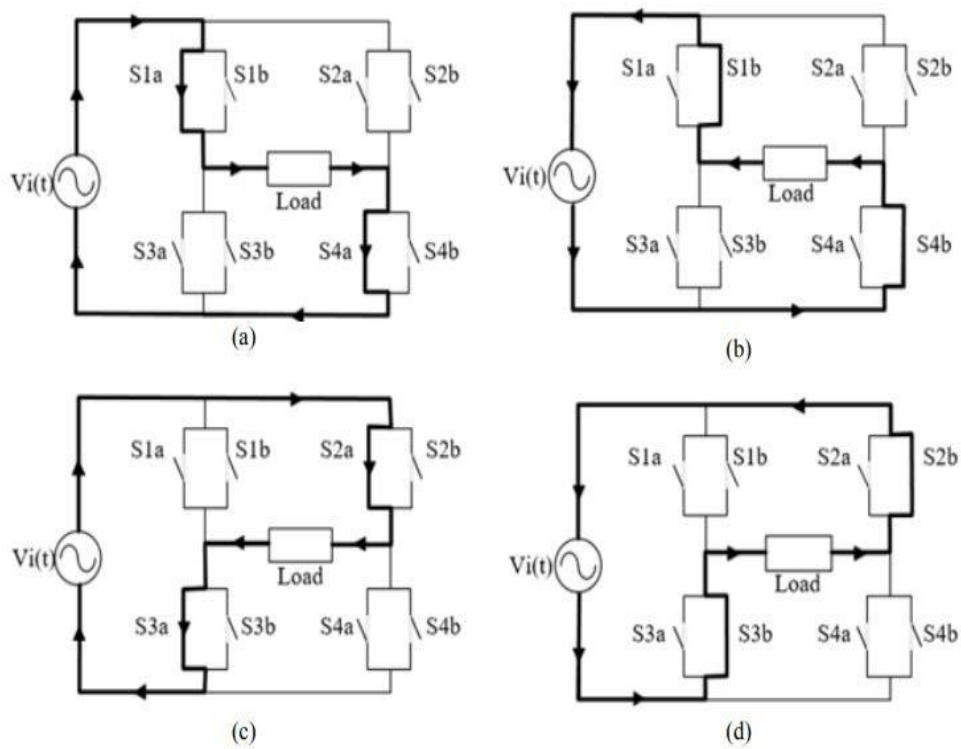 S1a S1b S2a S2b
Vi(t) Load
S3a S3b S4a S4b
(a)
S1a S1b S2a S2b
Vi(t) Load
S3a S3b S4a S4b
(b)
S1a S1b S2a S2b
Vi(t) Load
S3a S3b S4a S4b
(c)
S1a S1b S2a S2b
Vi(t) Load
S3a S3b S4a S4b
(d)